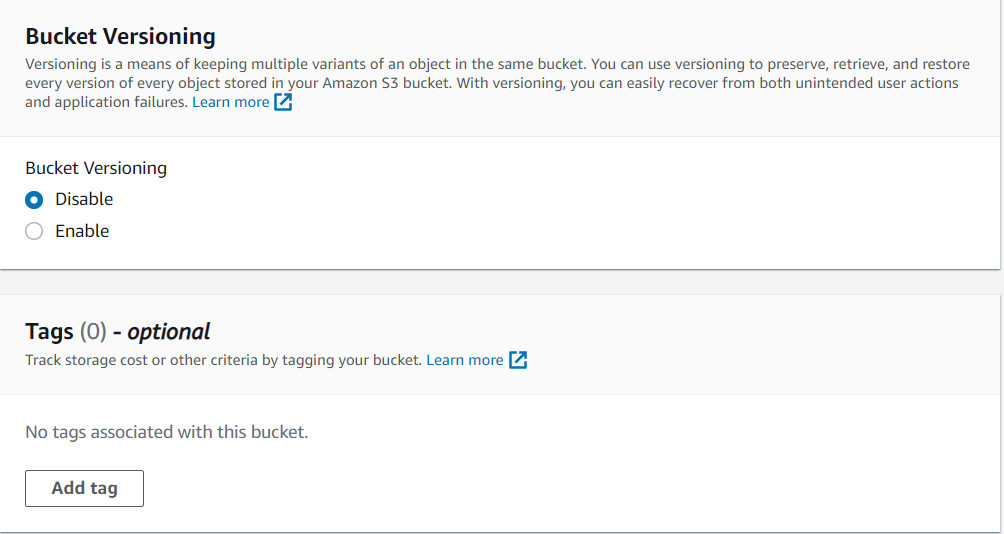 Bucket Versioning
Versioning is a means of keeping multiple variants of an object in the same bucket. You can use versioning to preserve, retrieve, and restore
every version of every object stored in your Amazon S3 bucket. With versioning, you can easily recover from both unintended user actions
and application failures. Learn more
Bucket Versioning
Disable
Enable
Tags (0) - optional
Track storage cost or other criteria by tagging your bucket. Learn more
No tags associated with this bucket.
Add tag